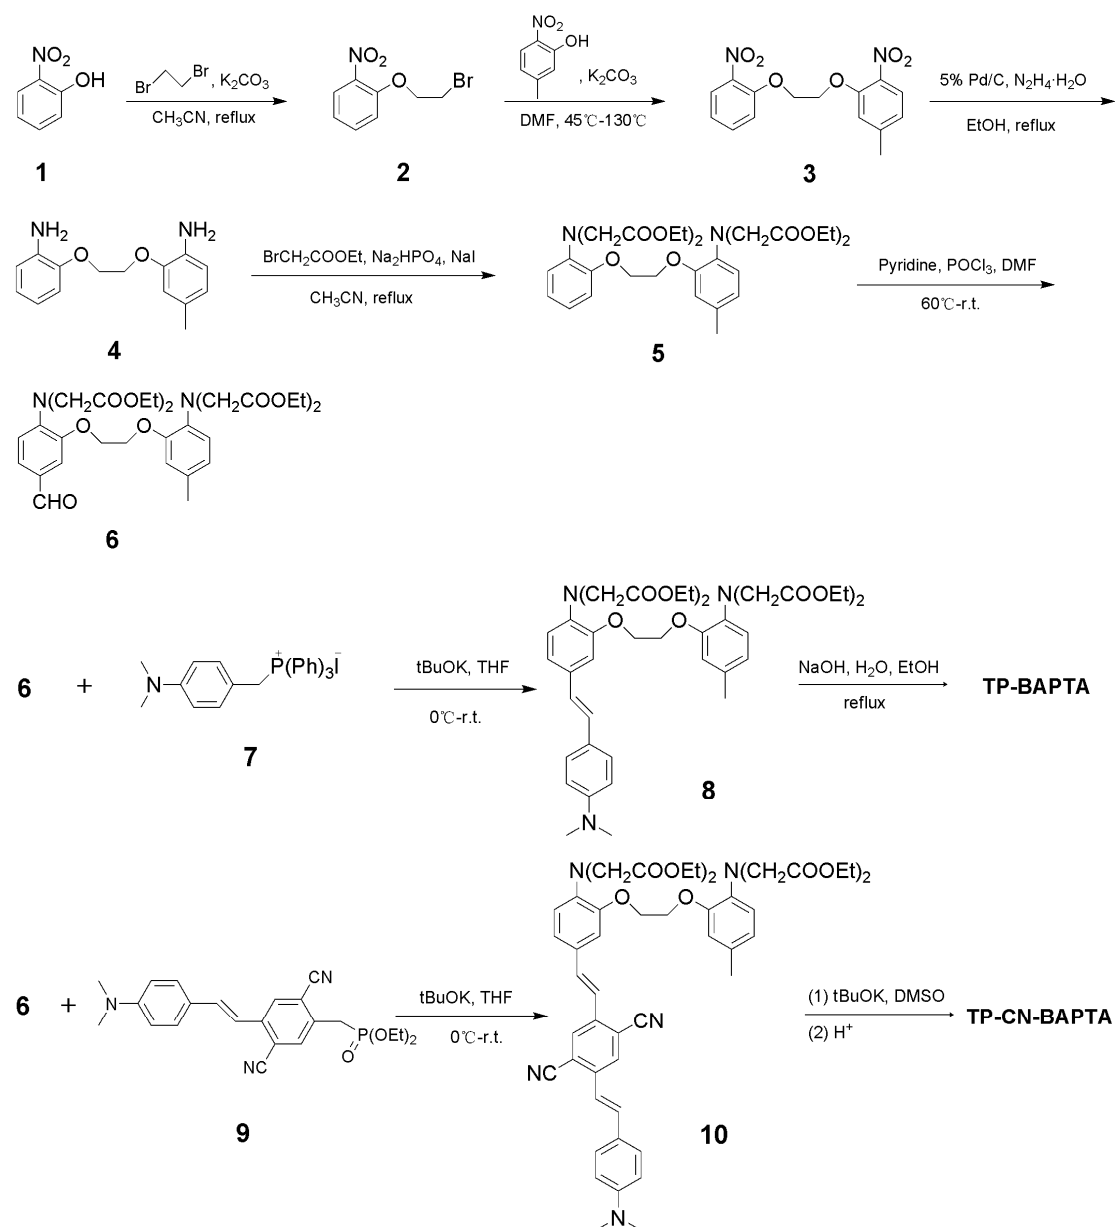 NO₂
OH
Br
Br
, K₂CO₃
CH₃CN, reflux
1
NO₂
O
Br
2
NO₂
OH
, K₂CO₃
DMF, 45℃-130℃
NO₂
O
O
NO₂
3
5% Pd/C, N₂H₄·H₂O
EtOH, reflux
NH₂
O
O
NH₂
4
BrCH₂COOEt, Na₂HPO₄, NaI
CH₃CN, reflux
N(CH₂COOEt)₂ N(CH₂COOEt)₂
O
O
5
Pyridine, POCl₃, DMF
60℃-r.t.
N(CH₂COOEt)₂ N(CH₂COOEt)₂
O
O
CHO
6
6
+
N
P⁺(Ph)₃I⁻
7
tBuOK, THF
0℃-r.t.
N(CH₂COOEt)₂ N(CH₂COOEt)₂
O
O
N
8
NaOH, H₂O, EtOH
reflux
TP-BAPTA
6
+
N
CN
CN
P(OEt)₂
O
9
tBuOK, THF
0℃-r.t.
N(CH₂COOEt)₂ N(CH₂COOEt)₂
O
O
CN
NC
N
10
(1) tBuOK, DMSO
(2) H⁺
TP-CN-BAPTA